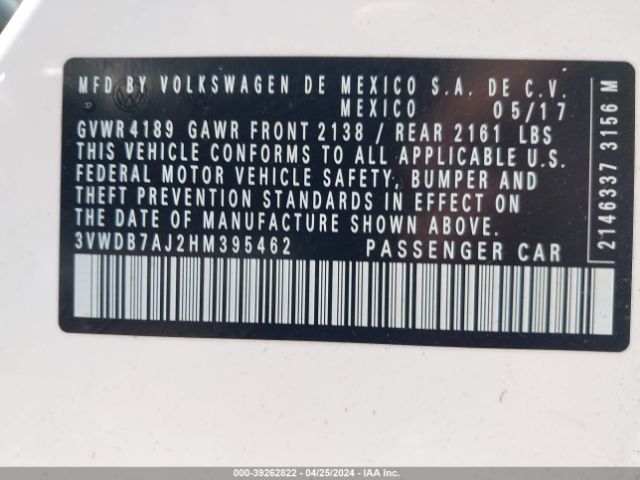 MFD BY VOLKSWAGEN DE MEXICO S.A. DE C.V.
MEXICO 05/17
GVWR 4189 GAWR FRONT 2138 / REAR 2161 LBS
THIS VEHICLE CONFORMS TO ALL APPLICABLE U.S.
FEDERAL MOTOR VEHICLE SAFETY, BUMPER AND
THEFT PREVENTION STANDARDS IN EFFECT ON
THE DATE OF MANUFACTURE SHOWN ABOVE.
3VWDB7AJ2HM395462 PASSENGER CAR
2146337 3156 M
000-39262822 - 04/25/2024 - IAA Inc.